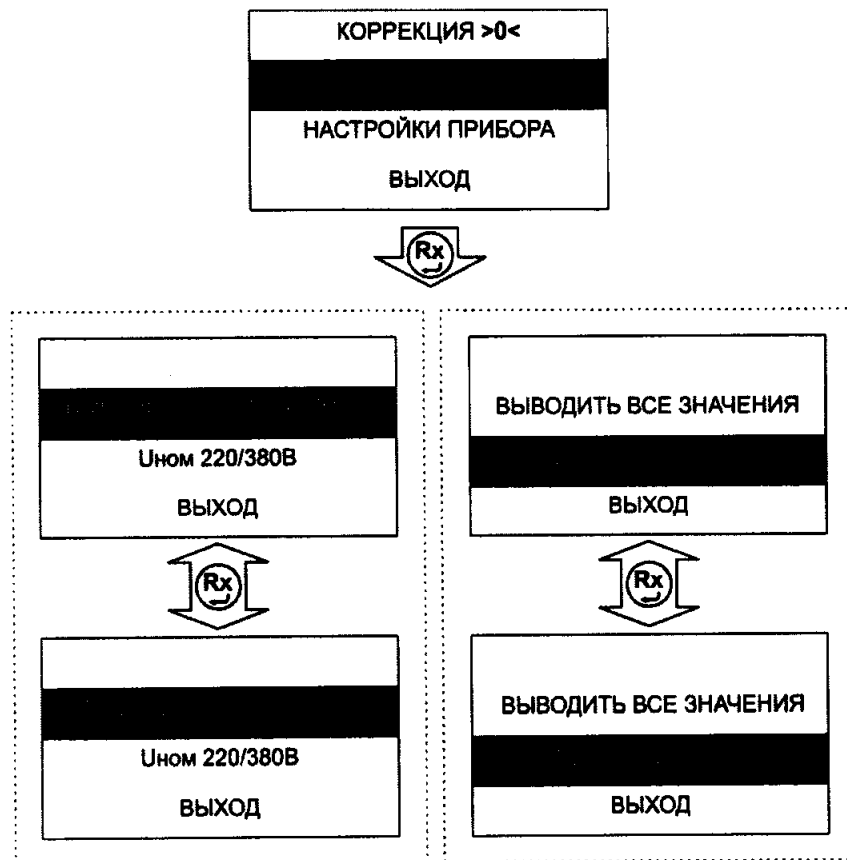 КОРРЕКЦИЯ >0<
НАСТРОЙКИ ПРИБОРА
ВЫХОД
Rx
Uном 220/380В
ВЫХОД
Rx
Uном 220/380В
ВЫХОД
ВЫВОДИТЬ ВСЕ ЗНАЧЕНИЯ
ВЫХОД
Rx
ВЫВОДИТЬ ВСЕ ЗНАЧЕНИЯ
ВЫХОД